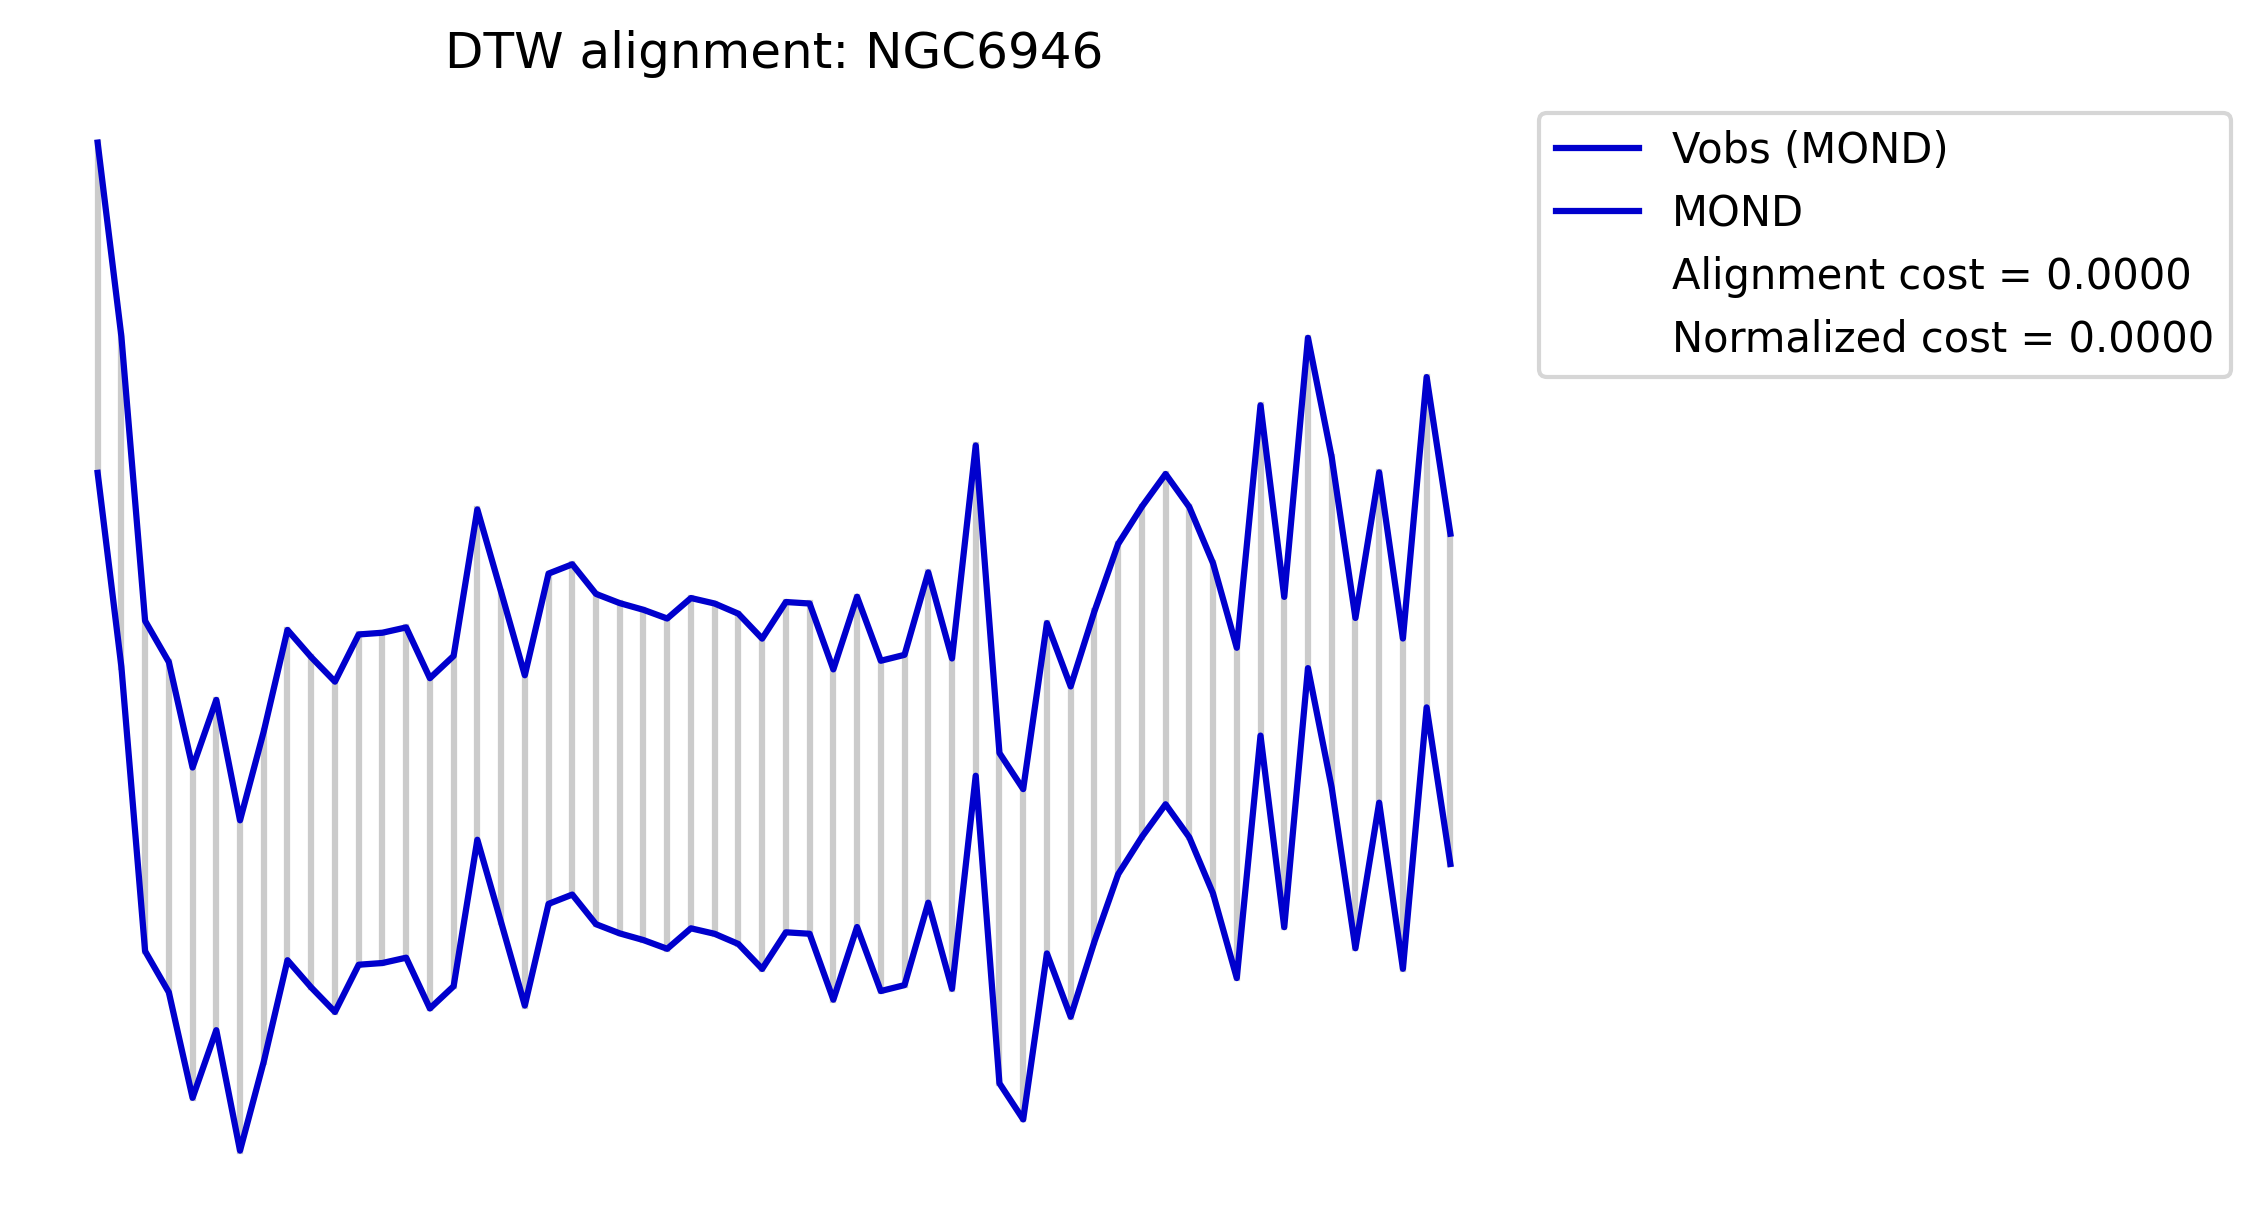 DTW alignment: NGC6946
Vobs (MOND)
MOND
Alignment cost = 0.0000
Normalized cost = 0.0000